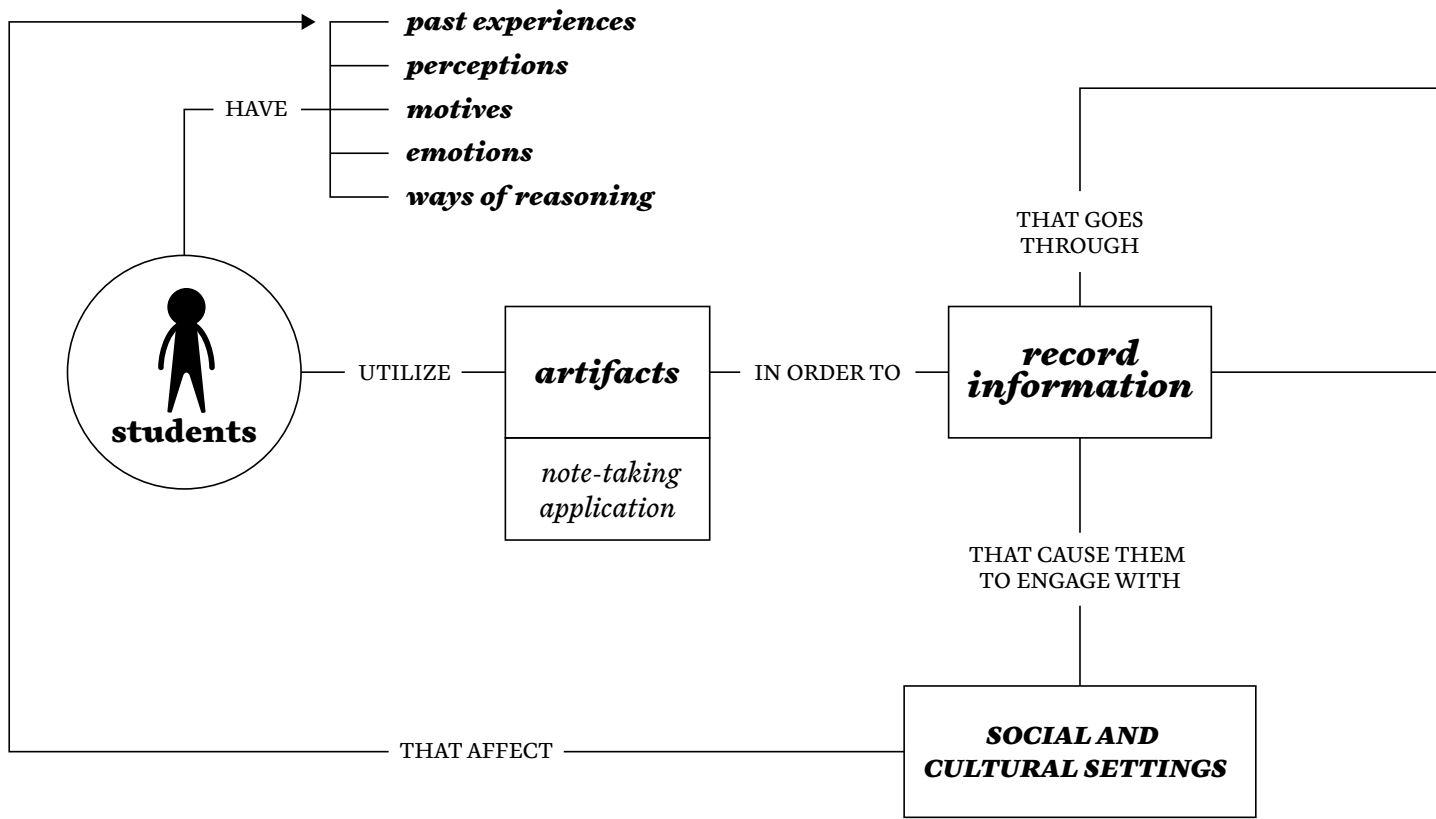 past experiences
perceptions
HAVE
motives
emotions
ways of reasoning
THAT GOES
THROUGH
students
UTILIZE
artifacts
note-taking
application
IN ORDER TO
record
information
THAT CAUSE THEM
TO ENGAGE WITH
SOCIAL AND
CULTURAL SETTINGS
THAT AFFECT